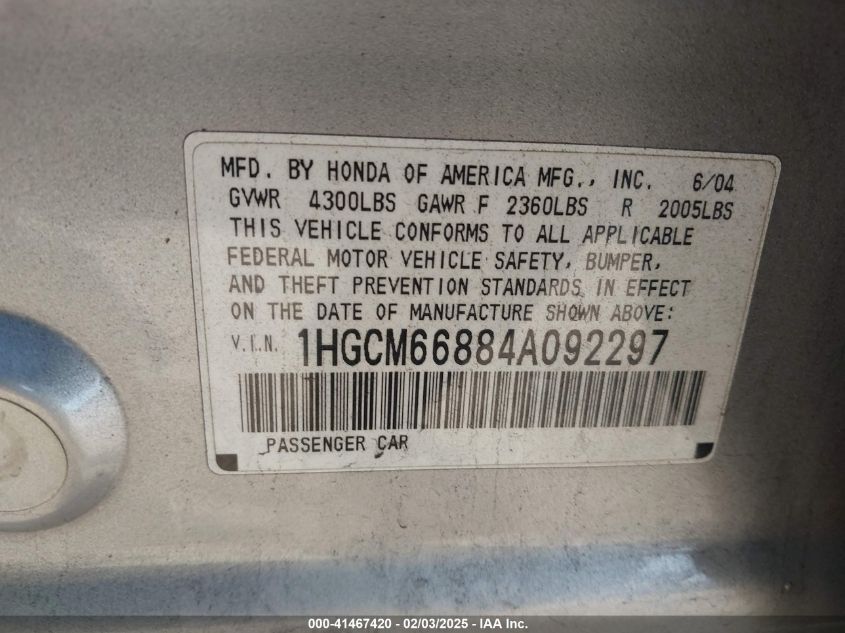 MFD. BY HONDA OF AMERICA MFG., INC. 6/04
GVWR 4300LBS GAWR F 2360LBS R 2005LBS
THIS VEHICLE CONFORMS TO ALL APPLICABLE
FEDERAL MOTOR VEHICLE SAFETY, BUMPER,
AND THEFT PREVENTION STANDARDS IN EFFECT
ON THE DATE OF MANUFACTURE SHOWN ABOVE:
V.I.N. 1HGCM66884A092297
PASSENGER CAR
000-41467420 - 02/03/2025 - IAA Inc.